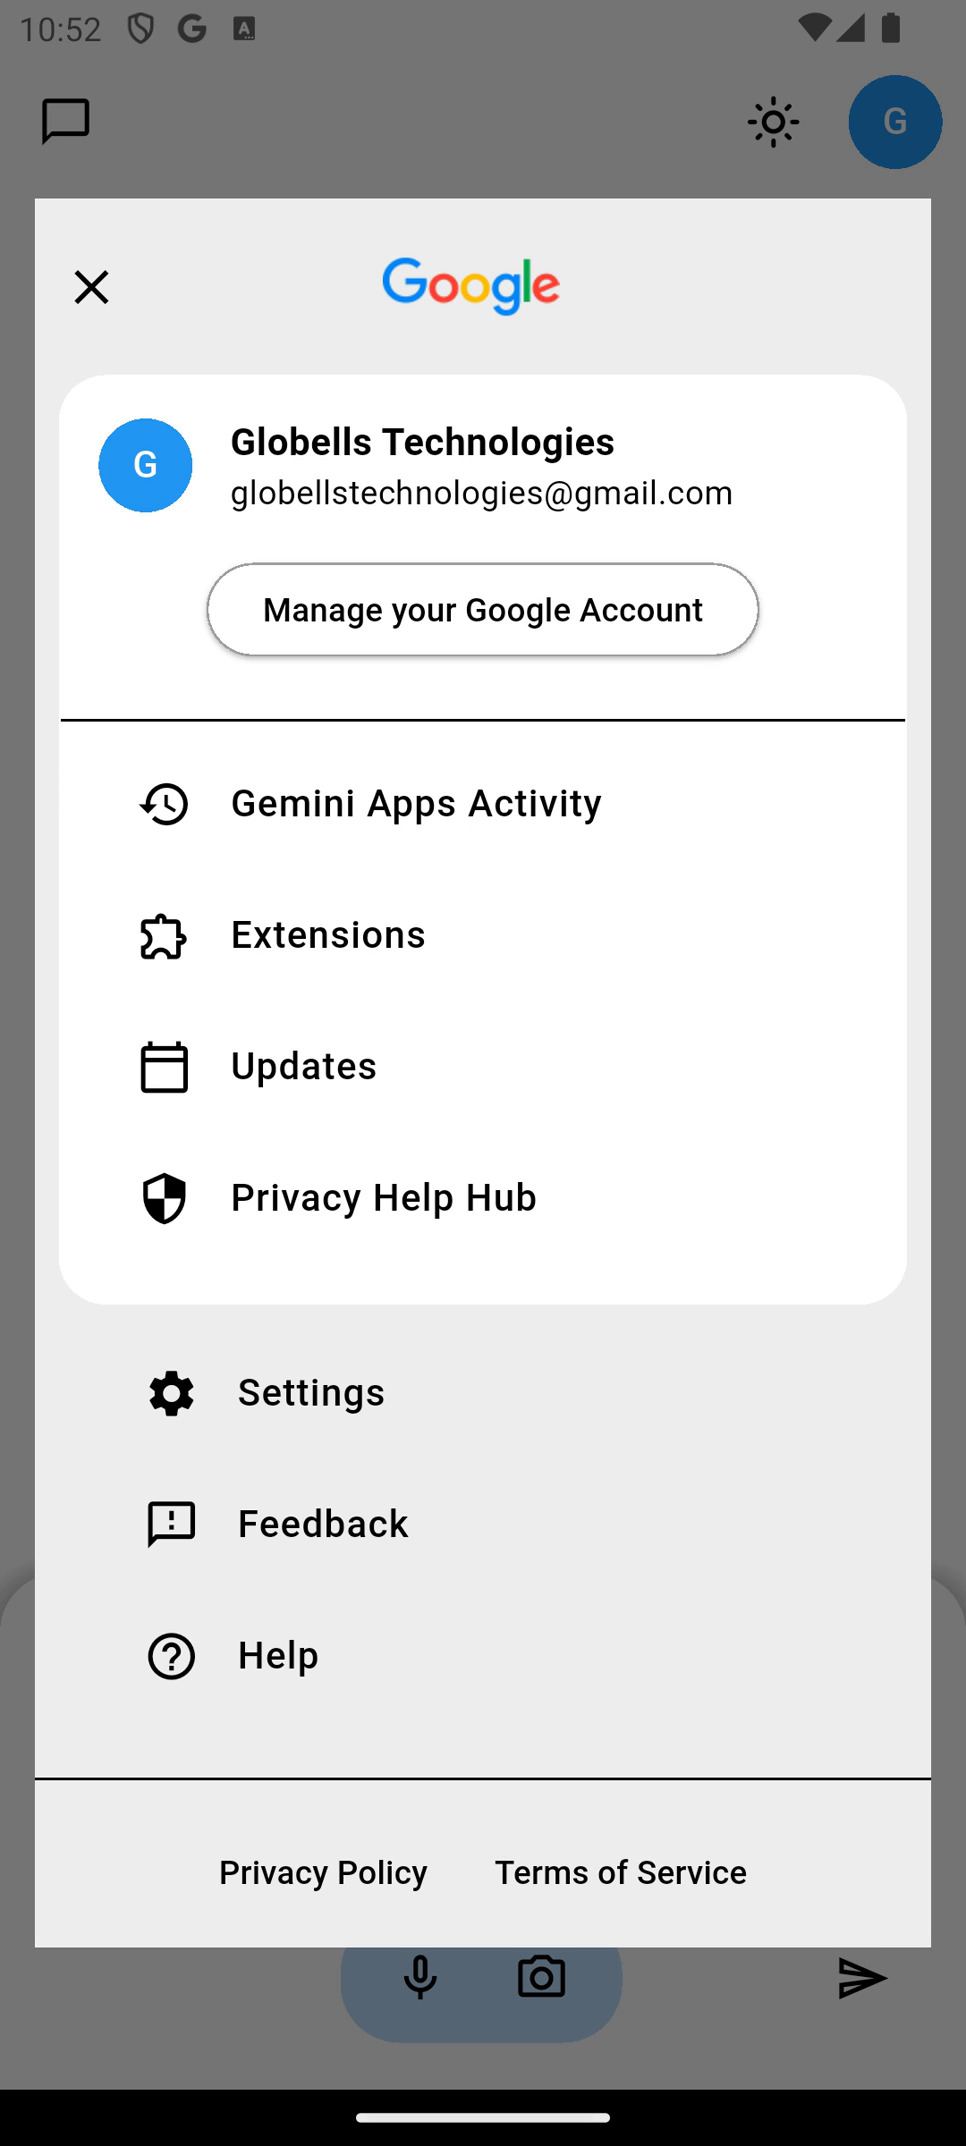 10:52
G
Google
G
Globells Technologies
globellstechnologies@gmail.com
Manage your Google Account
Gemini Apps Activity
Extensions
Updates
Privacy Help Hub
Settings
Feedback
Help
Privacy Policy
Terms of Service